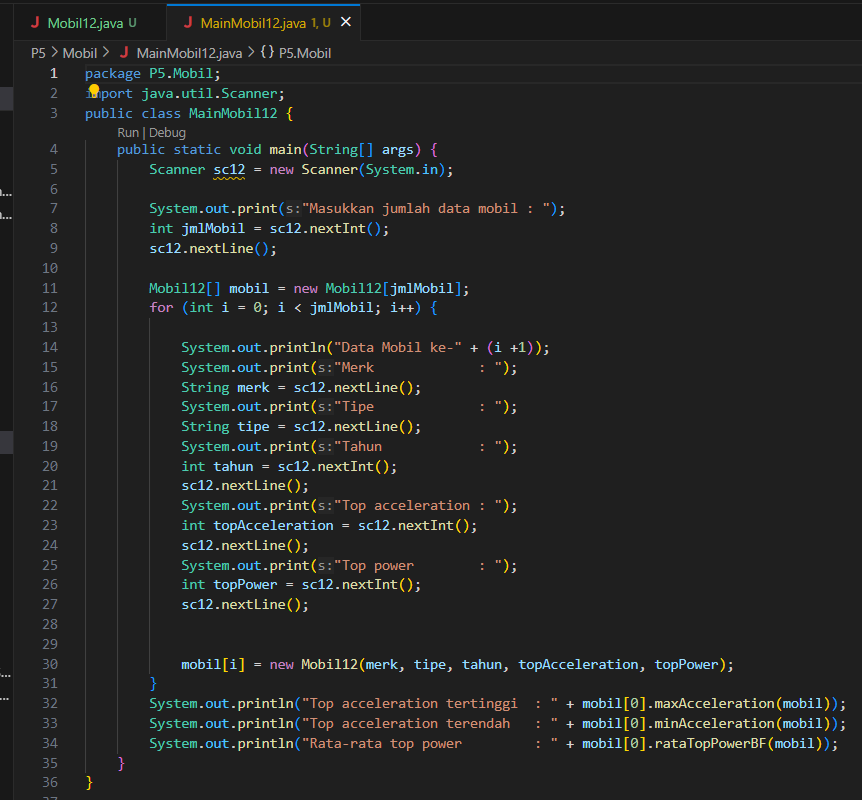 J Mobil12.java U J MainMobil12.java 1, U ✕
P5 > Mobil > J MainMobil12.java > {} P5.Mobil
1 package P5.Mobil;
2 import java.util.Scanner;
3 public class MainMobil12 {
Run | Debug
4 public static void main(String[] args) {
5 Scanner sc12 = new Scanner(System.in);
6
7 System.out.print(s:"Masukkan jumlah data mobil : ");
8 int jmlMobil = sc12.nextInt();
9 sc12.nextLine();
10
11 Mobil12[] mobil = new Mobil12[jmlMobil];
12 for (int i = 0; i < jmlMobil; i++) {
13
14 System.out.println("Data Mobil ke-" + (i +1));
15 System.out.print(s:"Merk             : ");
16 String merk = sc12.nextLine();
17 System.out.print(s:"Tipe             : ");
18 String tipe = sc12.nextLine();
19 System.out.print(s:"Tahun            : ");
20 int tahun = sc12.nextInt();
21 sc12.nextLine();
22 System.out.print(s:"Top acceleration : ");
23 int topAcceleration = sc12.nextInt();
24 sc12.nextLine();
25 System.out.print(s:"Top power        : ");
26 int topPower = sc12.nextInt();
27 sc12.nextLine();
28
29
30 mobil[i] = new Mobil12(merk, tipe, tahun, topAcceleration, topPower);
31 }
32 System.out.println("Top acceleration tertinggi  : " + mobil[0].maxAcceleration(mobil));
33 System.out.println("Top acceleration terendah   : " + mobil[0].minAcceleration(mobil));
34 System.out.println("Rata-rata top power         : " + mobil[0].rataTopPowerBF(mobil));
35 }
36 }
37